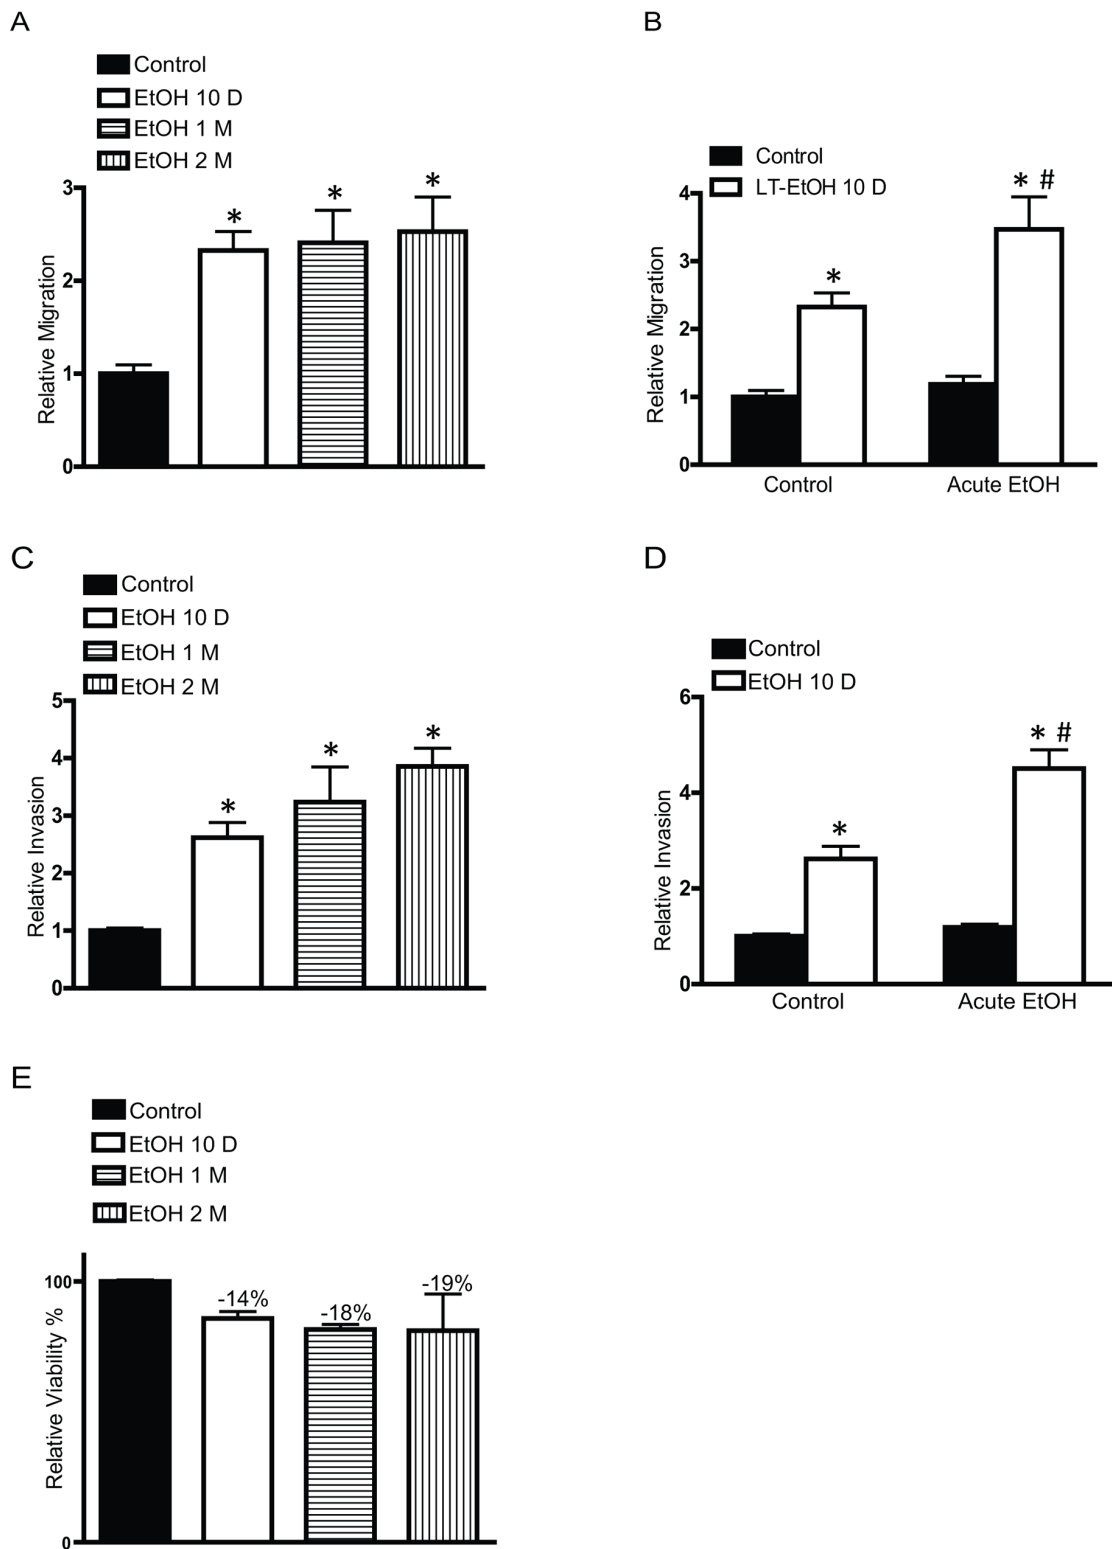 A
Control
EtOH 10 D
EtOH 1 M
EtOH 2 M
3
2
1
0
Relative Migration
*
*
*
B
Control
LT-EtOH 10 D
4
3
2
1
0
Relative Migration
*
* #
Control
Acute EtOH
C
Control
EtOH 10 D
EtOH 1 M
EtOH 2 M
5
4
3
2
1
0
Relative Invasion
*
*
*
D
Control
EtOH 10 D
6
4
2
0
Relative Invasion
*
* #
Control
Acute EtOH
E
Control
EtOH 10 D
EtOH 1 M
EtOH 2 M
100
0
Relative Viability %
-14%
-18%
-19%